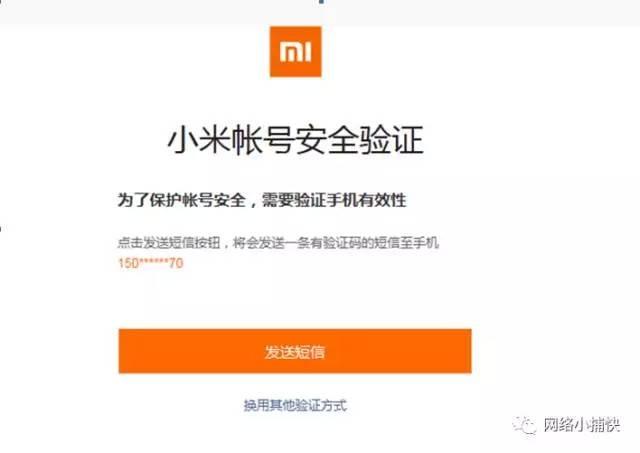 mi
小米帐号安全验证
为了保护帐号安全，需要验证手机有效性
点击发送短信按钮，将会发送一条有验证码的短信至手机
150******70
发送短信
换用其他验证方式
网络小捕快